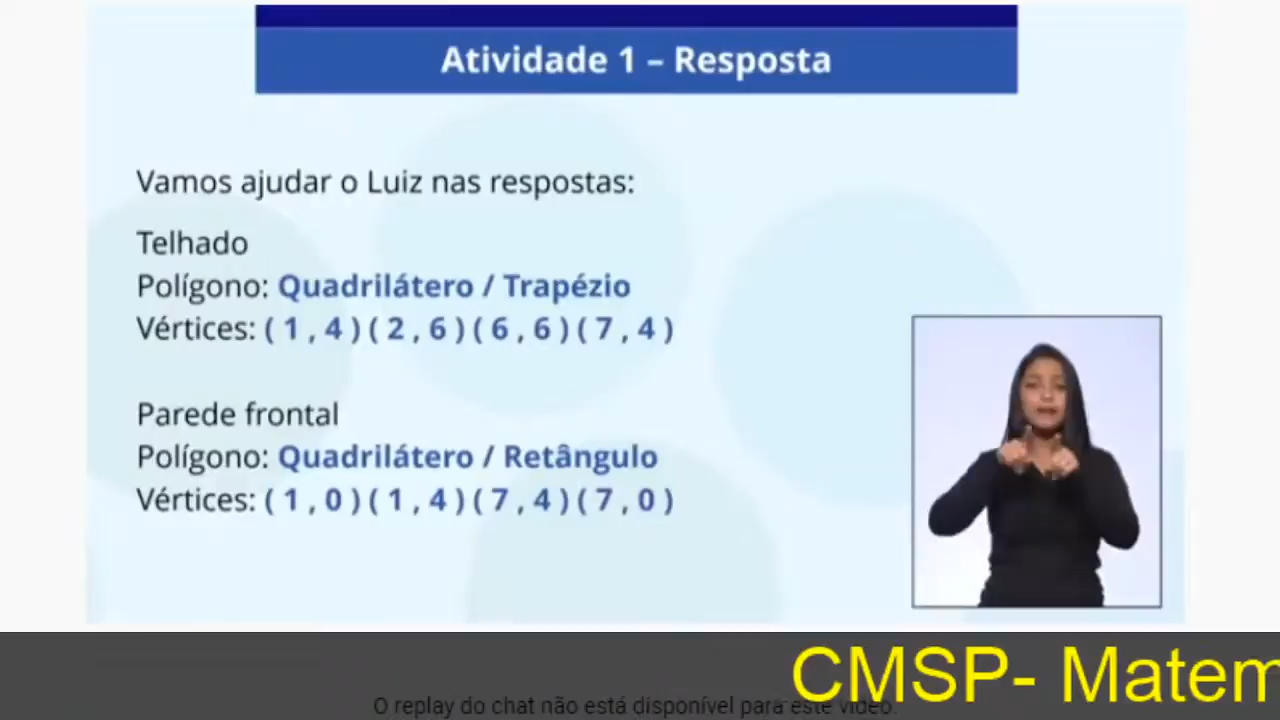 Atividade 1 – Resposta
Vamos ajudar o Luiz nas respostas:
Telhado
Polígono: Quadrilátero / Trapézio
Vértices: ( 1 , 4 ) ( 2 , 6 ) ( 6 , 6 ) ( 7 , 4 )
Parede frontal
Polígono: Quadrilátero / Retângulo
Vértices: ( 1 , 0 ) ( 1 , 4 ) ( 7 , 4 ) ( 7 , 0 )
CMSP- Matem
O replay do chat não está disponível para este vídeo.